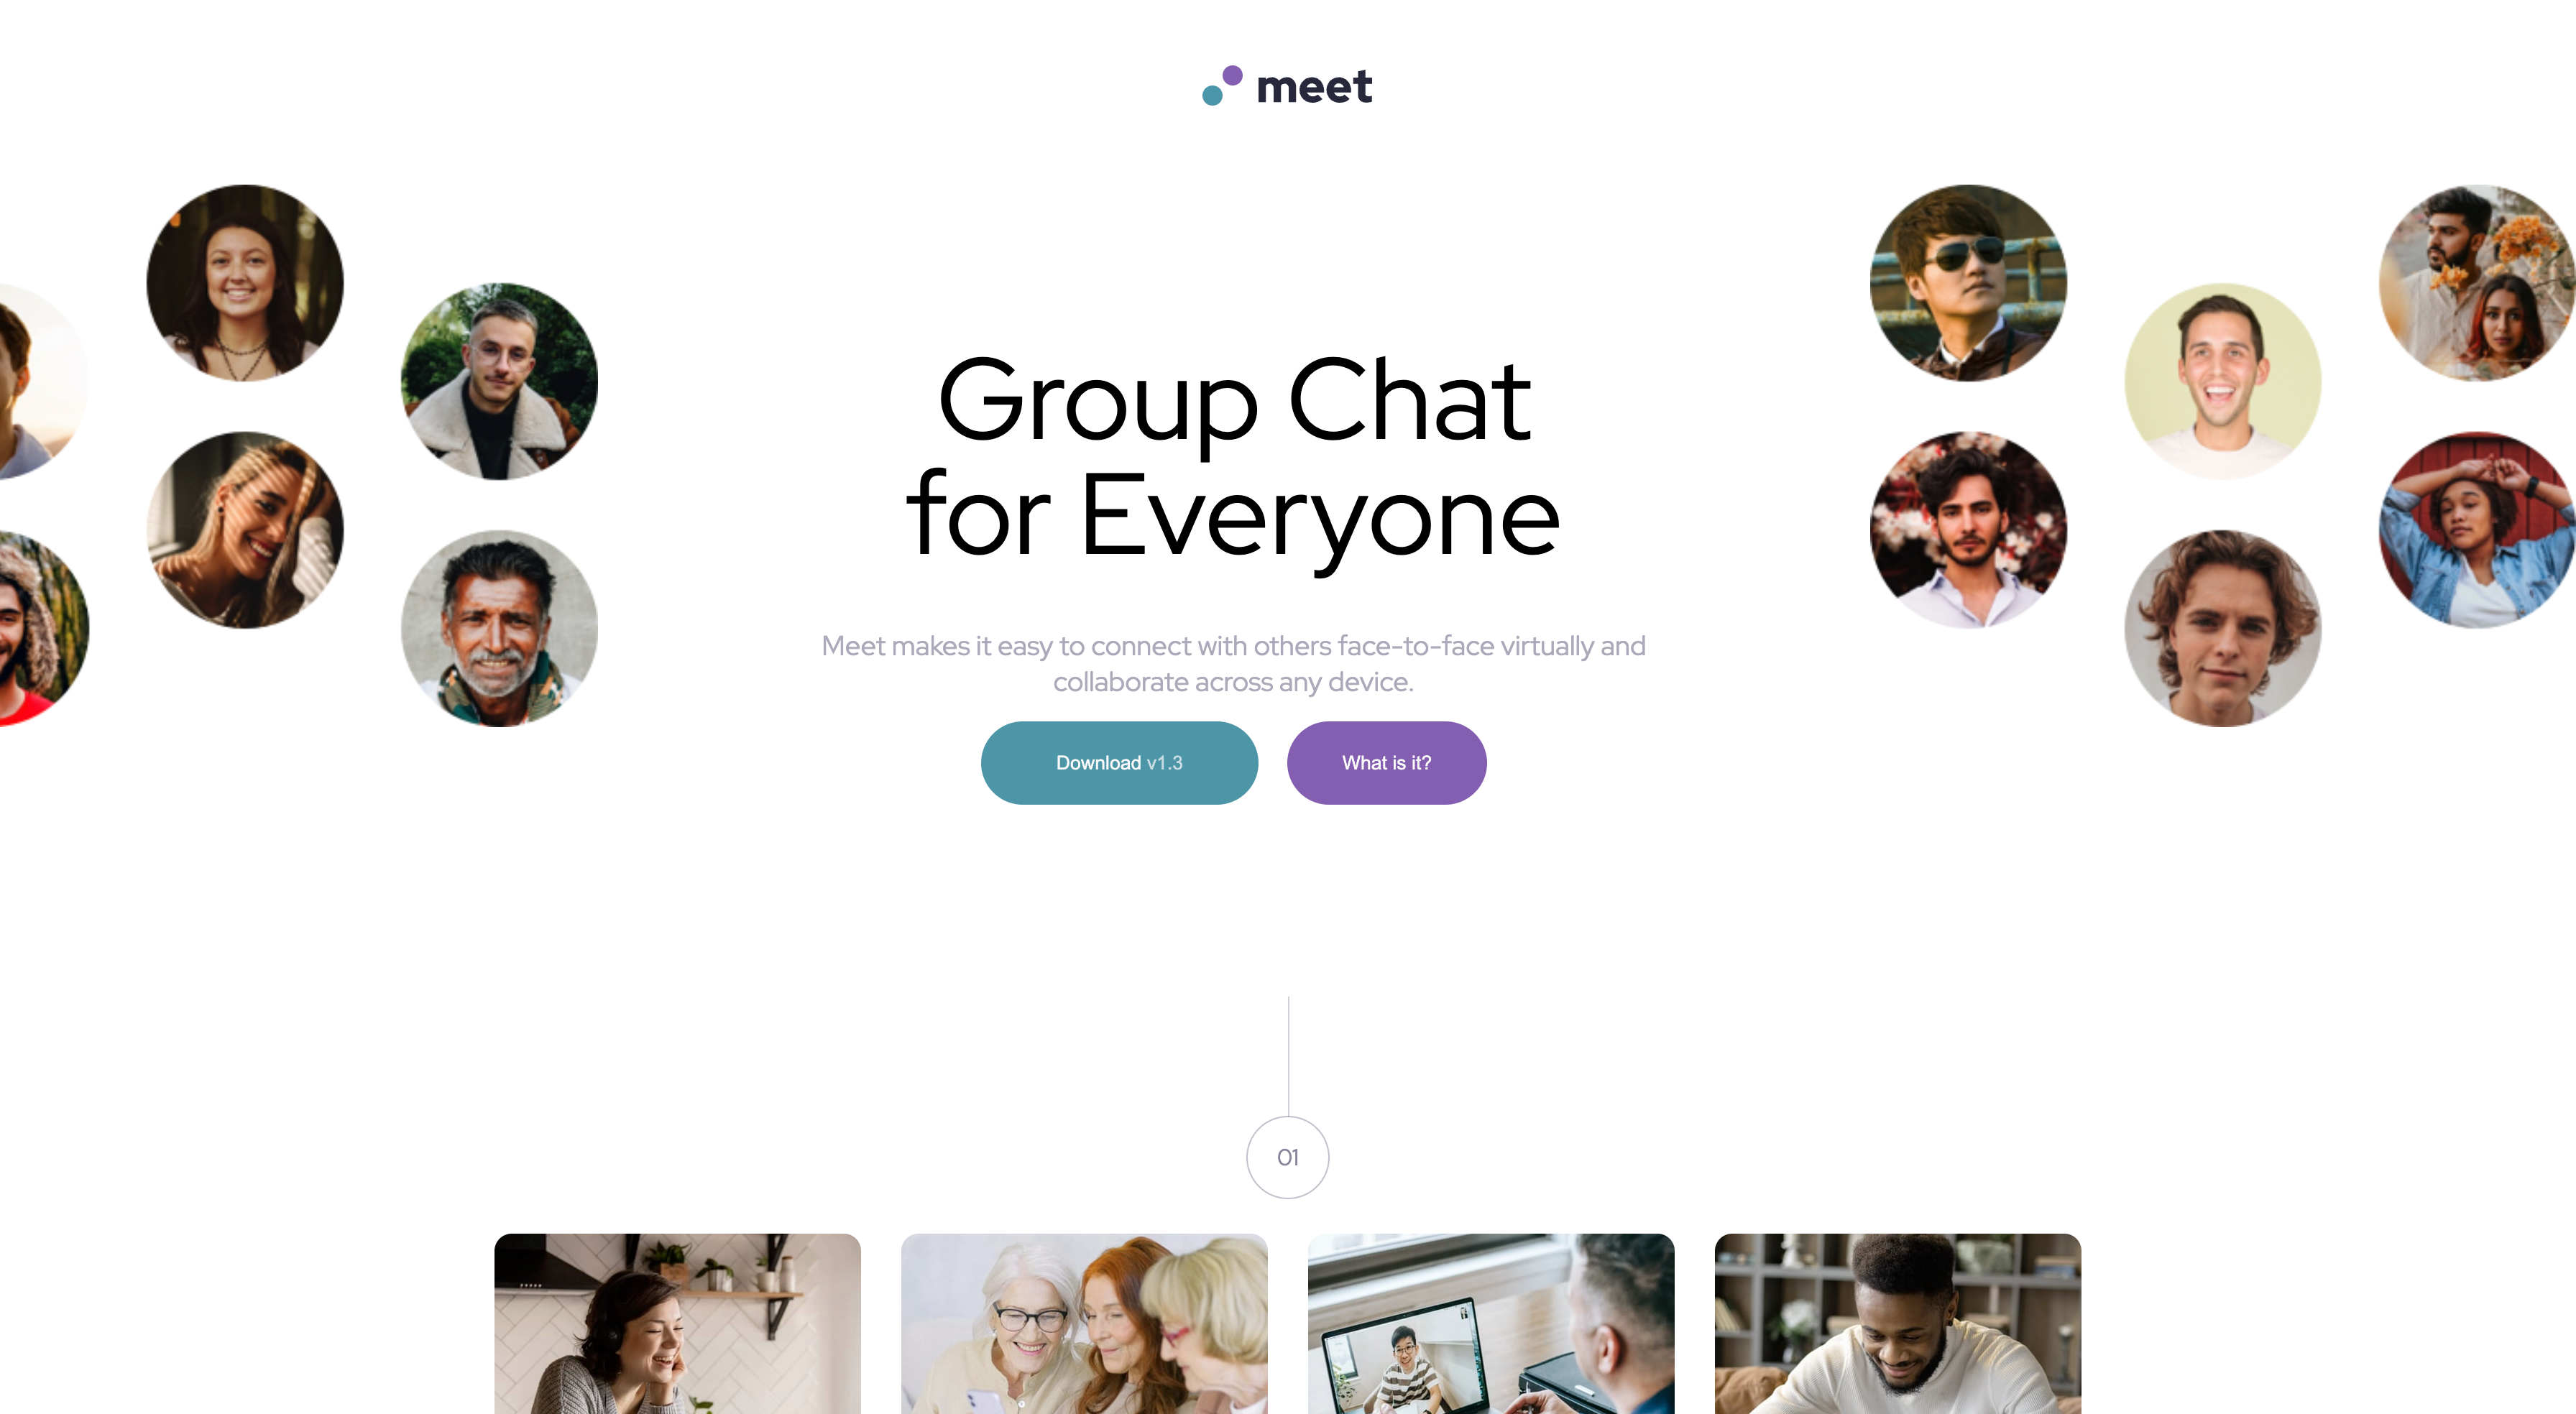 meet
Group Chat
for Everyone
Meet makes it easy to connect with others face-to-face virtually and
collaborate across any device.
Download v1.3
What is it?
01